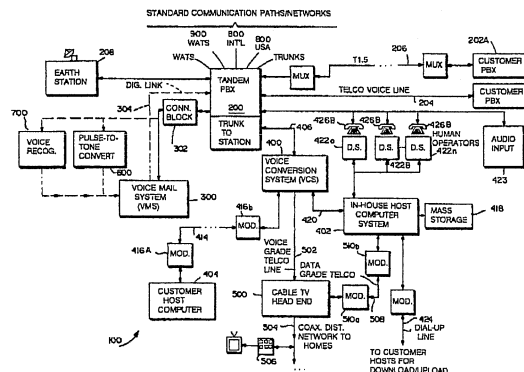 STANDARD COMMUNICATION PATHS/NETWORKS
900 WATS
800 INT'L
800 USA
WATS
TRUNKS
208
EARTH STATION
DIG. LINK
304
TANDEM PBX
200
TRUNK TO STATION
MUX
T1.5
206
MUX
202A
CUSTOMER PBX
TELCO VOICE LINE
204
CUSTOMER PBX
CONN. BLOCK
302
700
VOICE RECOG.
PULSE-TO-TONE CONVERT
600
VOICE MAIL SYSTEM (VMS)
300
406
400
VOICE CONVERSION SYSTEM (VCS)
426B
426B
426B
HUMAN OPERATORS
D.S.
D.S.
D.S.
422a
422B
422n
AUDIO INPUT
423
420
402
IN-HOUSE HOST COMPUTER SYSTEM
MASS STORAGE
418
416b
MOD.
414
416A
MOD.
CUSTOMER HOST COMPUTER
404
VOICE GRADE TELCO LINE
502
DATA GRADE TELCO
510b
MOD.
500
CABLE TV HEAD END
MOD.
510a
508
MOD.
424
DIAL-UP LINE
504
COAX. DIST. NETWORK TO HOMES
506
100
TO CUSTOMER HOSTS FOR DOWNLOAD/UPLOAD